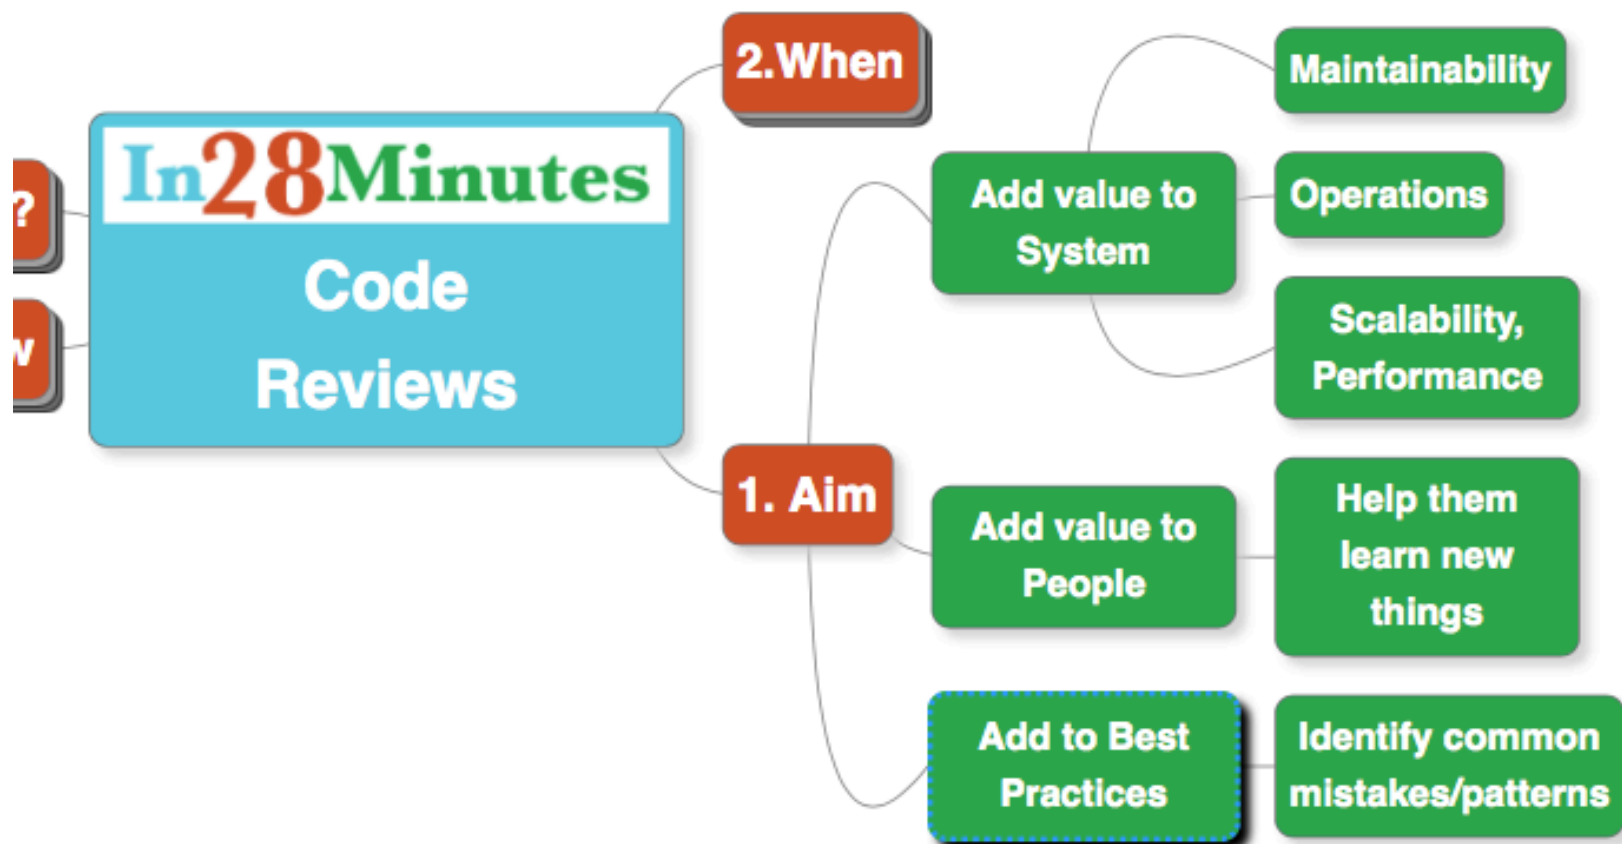 2.When
Maintainability
In28Minutes
Code
Reviews
?
w
Add value to
System
Operations
Scalability,
Performance
1. Aim
Add value to
People
Help them
learn new
things
Add to Best
Practices
Identify common
mistakes/patterns